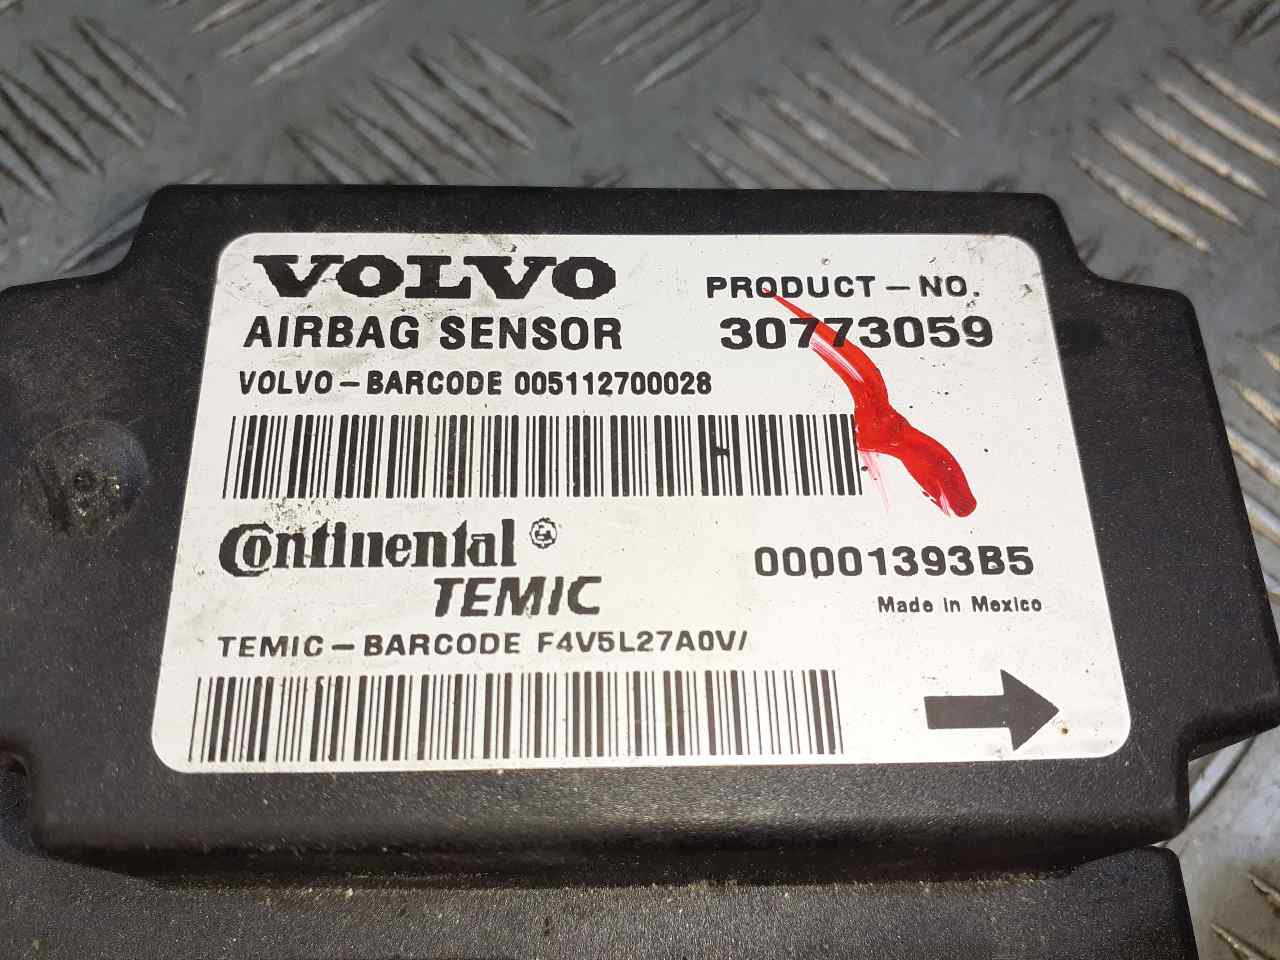 VOLVO
PRODUCT-NO.
AIRBAG SENSOR 30773059
VOLVO-BARCODE 005112700028
Continental
TEMIC
00001393B5
Made in Mexico
TEMIC-BARCODE F4V5L27A0V/